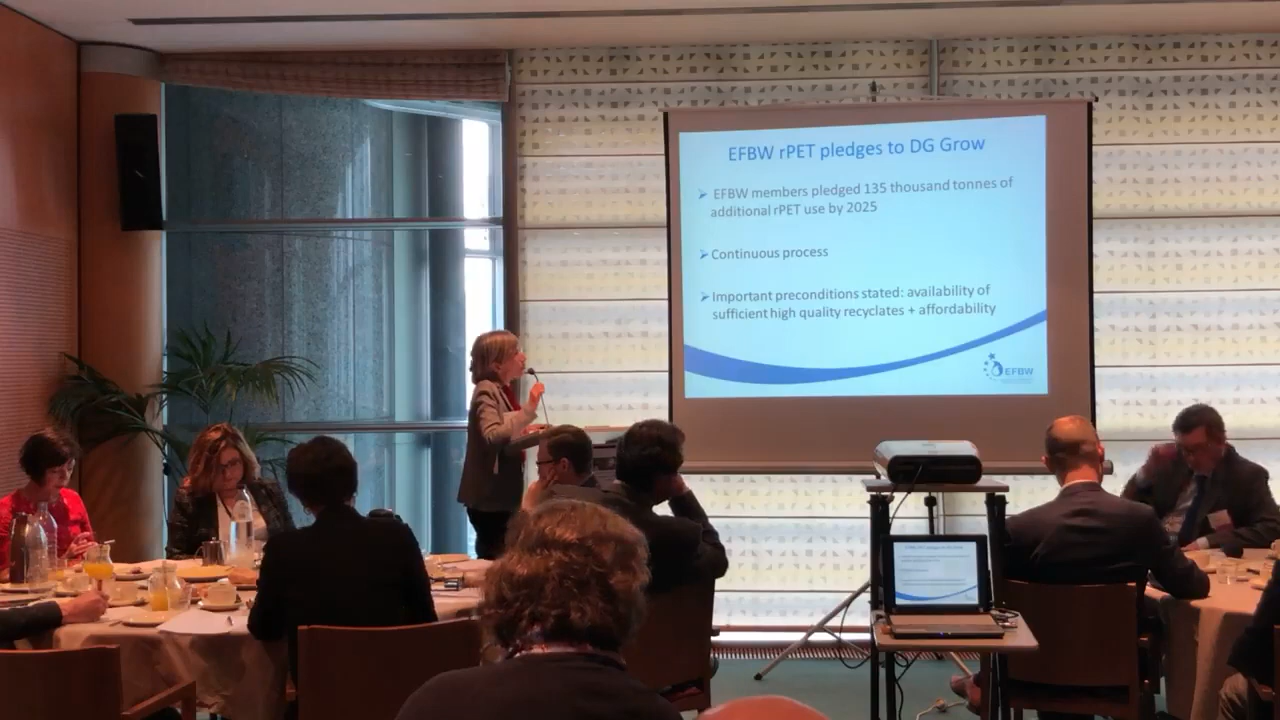 EFBW rPET pledges to DG Grow
EFBW members pledged 135 thousand tonnes of
additional rPET use by 2025
Continuous process
Important preconditions stated: availability of
sufficient high quality recyclates + affordability
EFBW